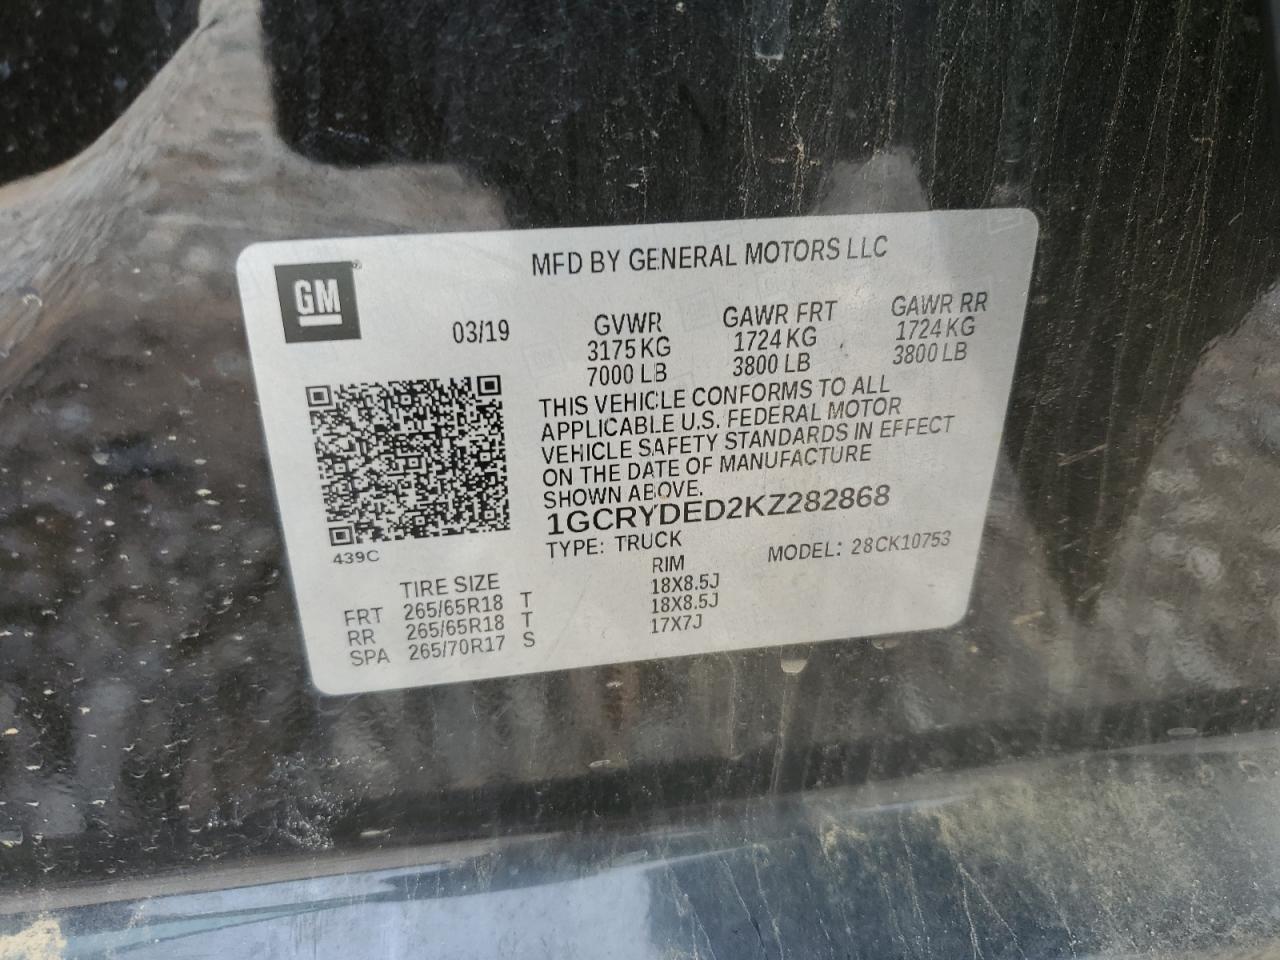 GM
MFD BY GENERAL MOTORS LLC
03/19
GVWR GAWR FRT GAWR RR
3175 KG 1724 KG 1724 KG
7000 LB 3800 LB 3800 LB
THIS VEHICLE CONFORMS TO ALL
APPLICABLE U.S. FEDERAL MOTOR
VEHICLE SAFETY STANDARDS IN EFFECT
ON THE DATE OF MANUFACTURE
SHOWN ABOVE.
1GCRYDED2KZ282868
439C
TYPE: TRUCK MODEL: 28CK10753
TIRE SIZE RIM
FRT 265/65R18 T 18X8.5J
RR 265/65R18 T 18X8.5J
SPA 265/70R17 S 17X7J